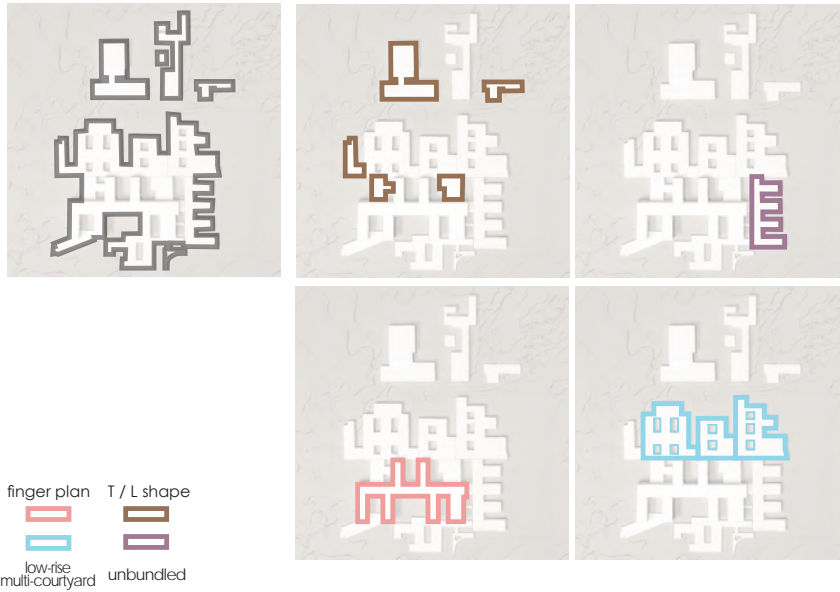 finger plan
T / L shape
low-rise
multi-courtyard
unbundled